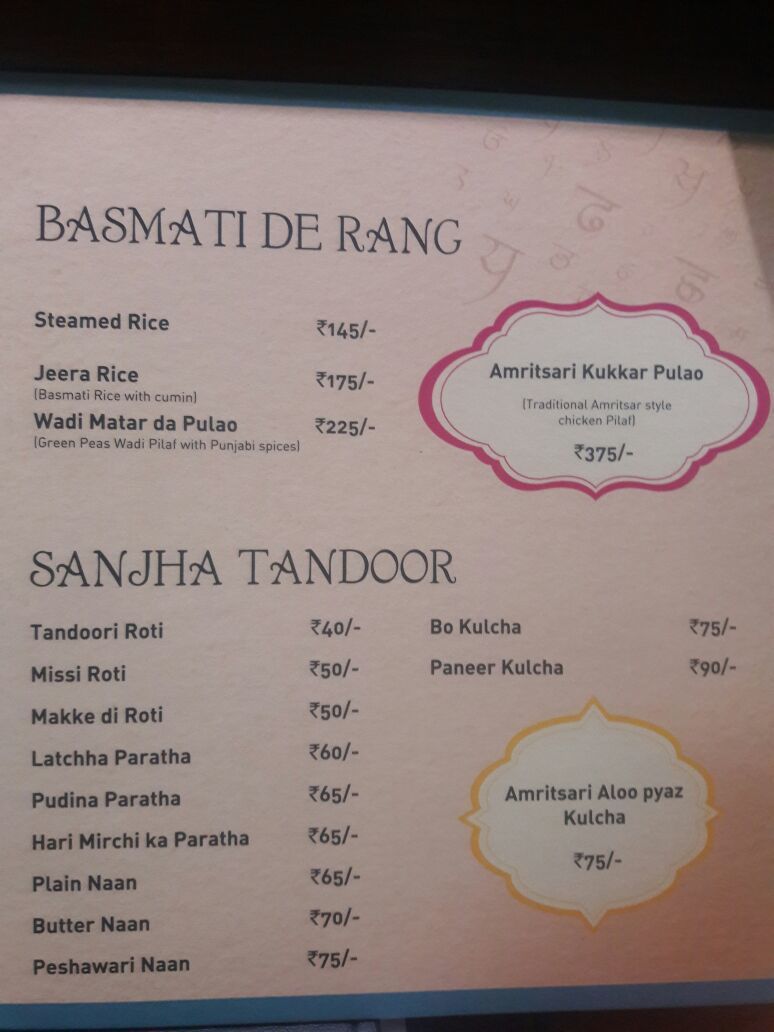 BASMATI DE RANG
Steamed Rice ₹145/-
Jeera Rice ₹175/-
(Basmati Rice with cumin)
Wadi Matar da Pulao ₹225/-
(Green Peas Wadi Pilaf with Punjabi spices)
Amritsari Kukkar Pulao
(Traditional Amritsar style
chicken Pilaf)
₹375/-
SANJHA TANDOOR
Tandoori Roti ₹40/-
Missi Roti ₹50/-
Makke di Roti ₹50/-
Latchha Paratha ₹60/-
Pudina Paratha ₹65/-
Hari Mirchi ka Paratha ₹65/-
Plain Naan ₹65/-
Butter Naan ₹70/-
Peshawari Naan ₹75/-
Bo Kulcha ₹75/-
Paneer Kulcha ₹90/-
Amritsari Aloo pyaz
Kulcha
₹75/-